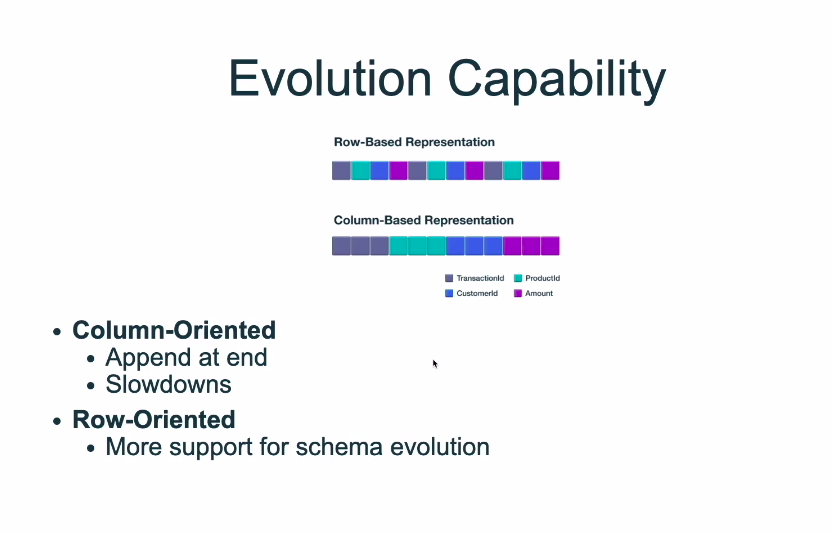 Evolution Capability
Row-Based Representation
Column-Based Representation
TransactionId ProductId
CustomerId Amount
• Column-Oriented
• Append at end
• Slowdowns
• Row-Oriented
• More support for schema evolution